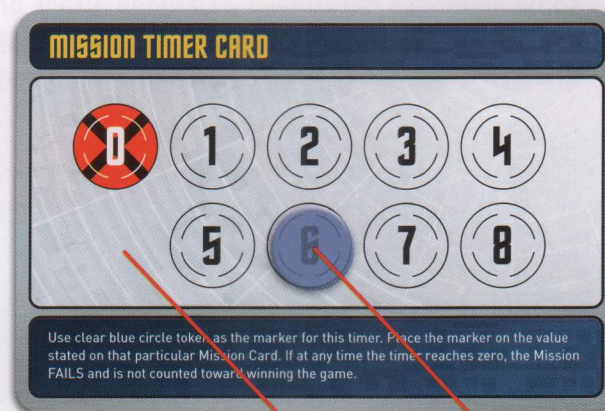 MISSION TIMER CARD
0 1 2 3 4
5 6 7 8
Use clear blue circle token as the marker for this timer. Place the marker on the value
stated on that particular Mission Card. If at any time the timer reaches zero, the Mission
FAILS and is not counted toward winning the game.